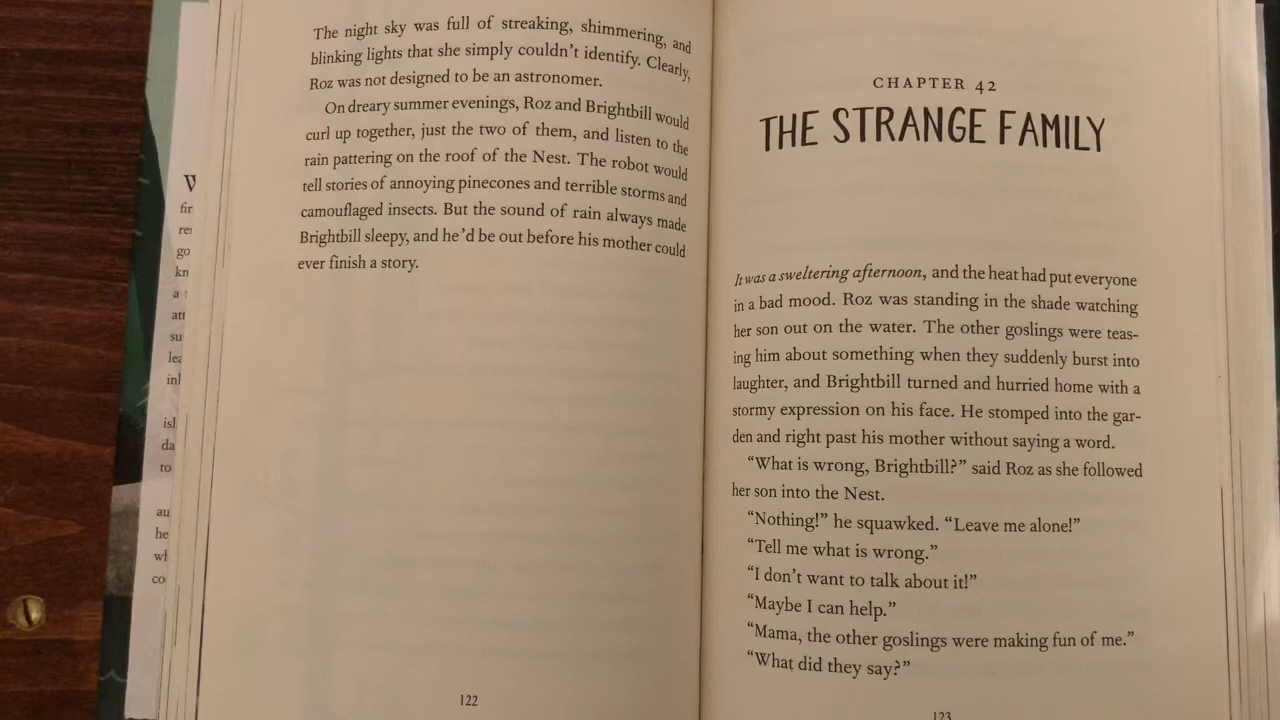 The night sky was full of streaking, shimmering, and
blinking lights that she simply couldn't identify. Clearly,
Roz was not designed to be an astronomer.
On dreary summer evenings, Roz and Brightbill would
curl up together, just the two of them, and listen to the
rain pattering on the roof of the Nest. The robot would
tell stories of annoying pinecones and terrible storms and
camouflaged insects. But the sound of rain always made
Brightbill sleepy, and he'd be out before his mother could
ever finish a story.
122
CHAPTER 42
THE STRANGE FAMILY
It was a sweltering afternoon, and the heat had put everyone
in a bad mood. Roz was standing in the shade watching
her son out on the water. The other goslings were teas-
ing him about something when they suddenly burst into
laughter, and Brightbill turned and hurried home with a
stormy expression on his face. He stomped into the gar-
den and right past his mother without saying a word.
“What is wrong, Brightbill?” said Roz as she followed
her son into the Nest.
“Nothing!” he squawked. “Leave me alone!”
“Tell me what is wrong.”
“I don't want to talk about it!”
“Maybe I can help.”
“Mama, the other goslings were making fun of me.”
“What did they say?”
123